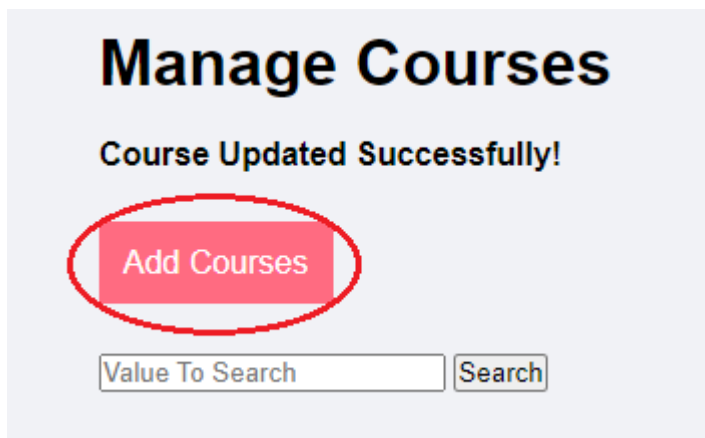 Manage Courses
Course Updated Successfully!
Add Courses
Value To Search Search